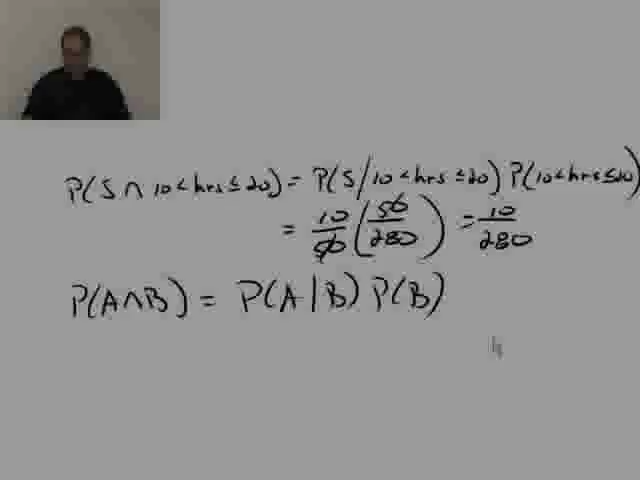 P(S ∩ 10 < hrs ≤ 20) = P(S / 10 < hrs ≤ 20) P(10 < hrs ≤ 20)
= 10/50 (50/280) = 10/280
P(A ∩ B) = P(A | B) P(B)